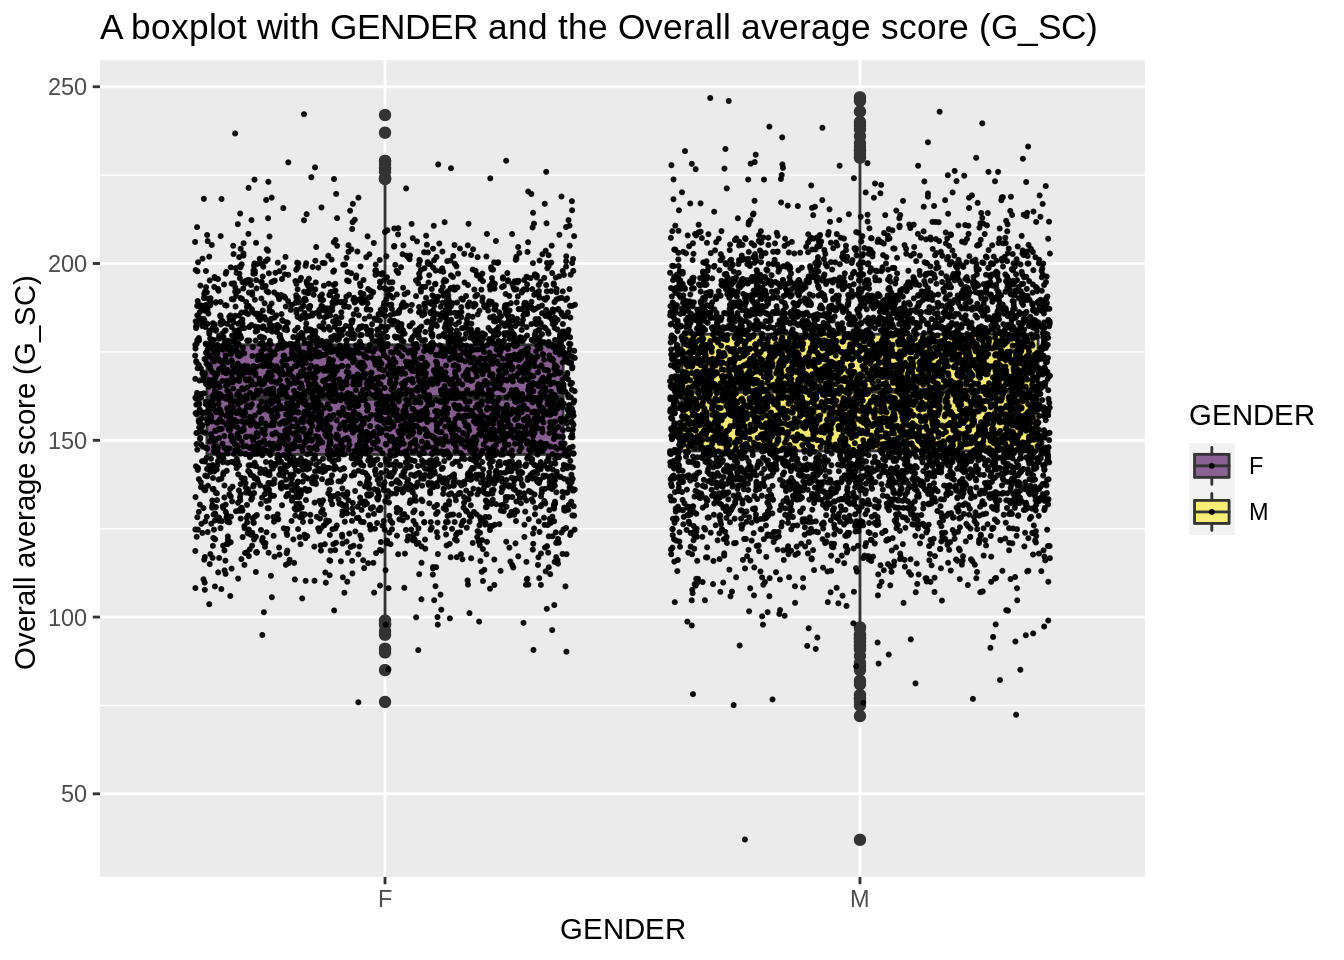 A boxplot with GENDER and the Overall average score (G_SC)
Overall average score (G_SC)
250
200
150
100
50
F
M
GENDER
GENDER
F
M